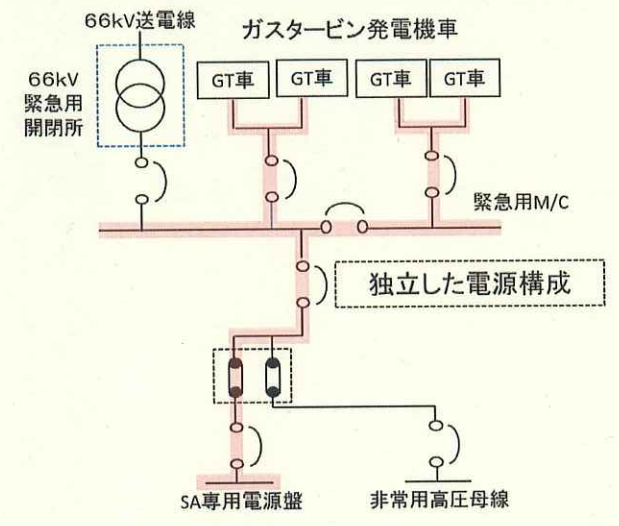 66kV送電線
ガスタービン発電機車
66kV
緊急用
開閉所
GT車
GT車
GT車
GT車
緊急用M/C
独立した電源構成
SA専用電源盤
非常用高圧母線